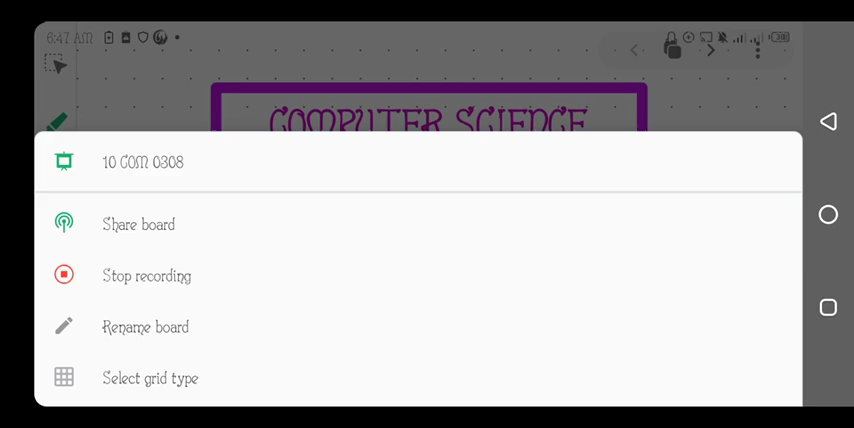 6:47 AM
COMPUTER SCIENCE
10 COM 0308
Share board
Stop recording
Rename board
Select grid type